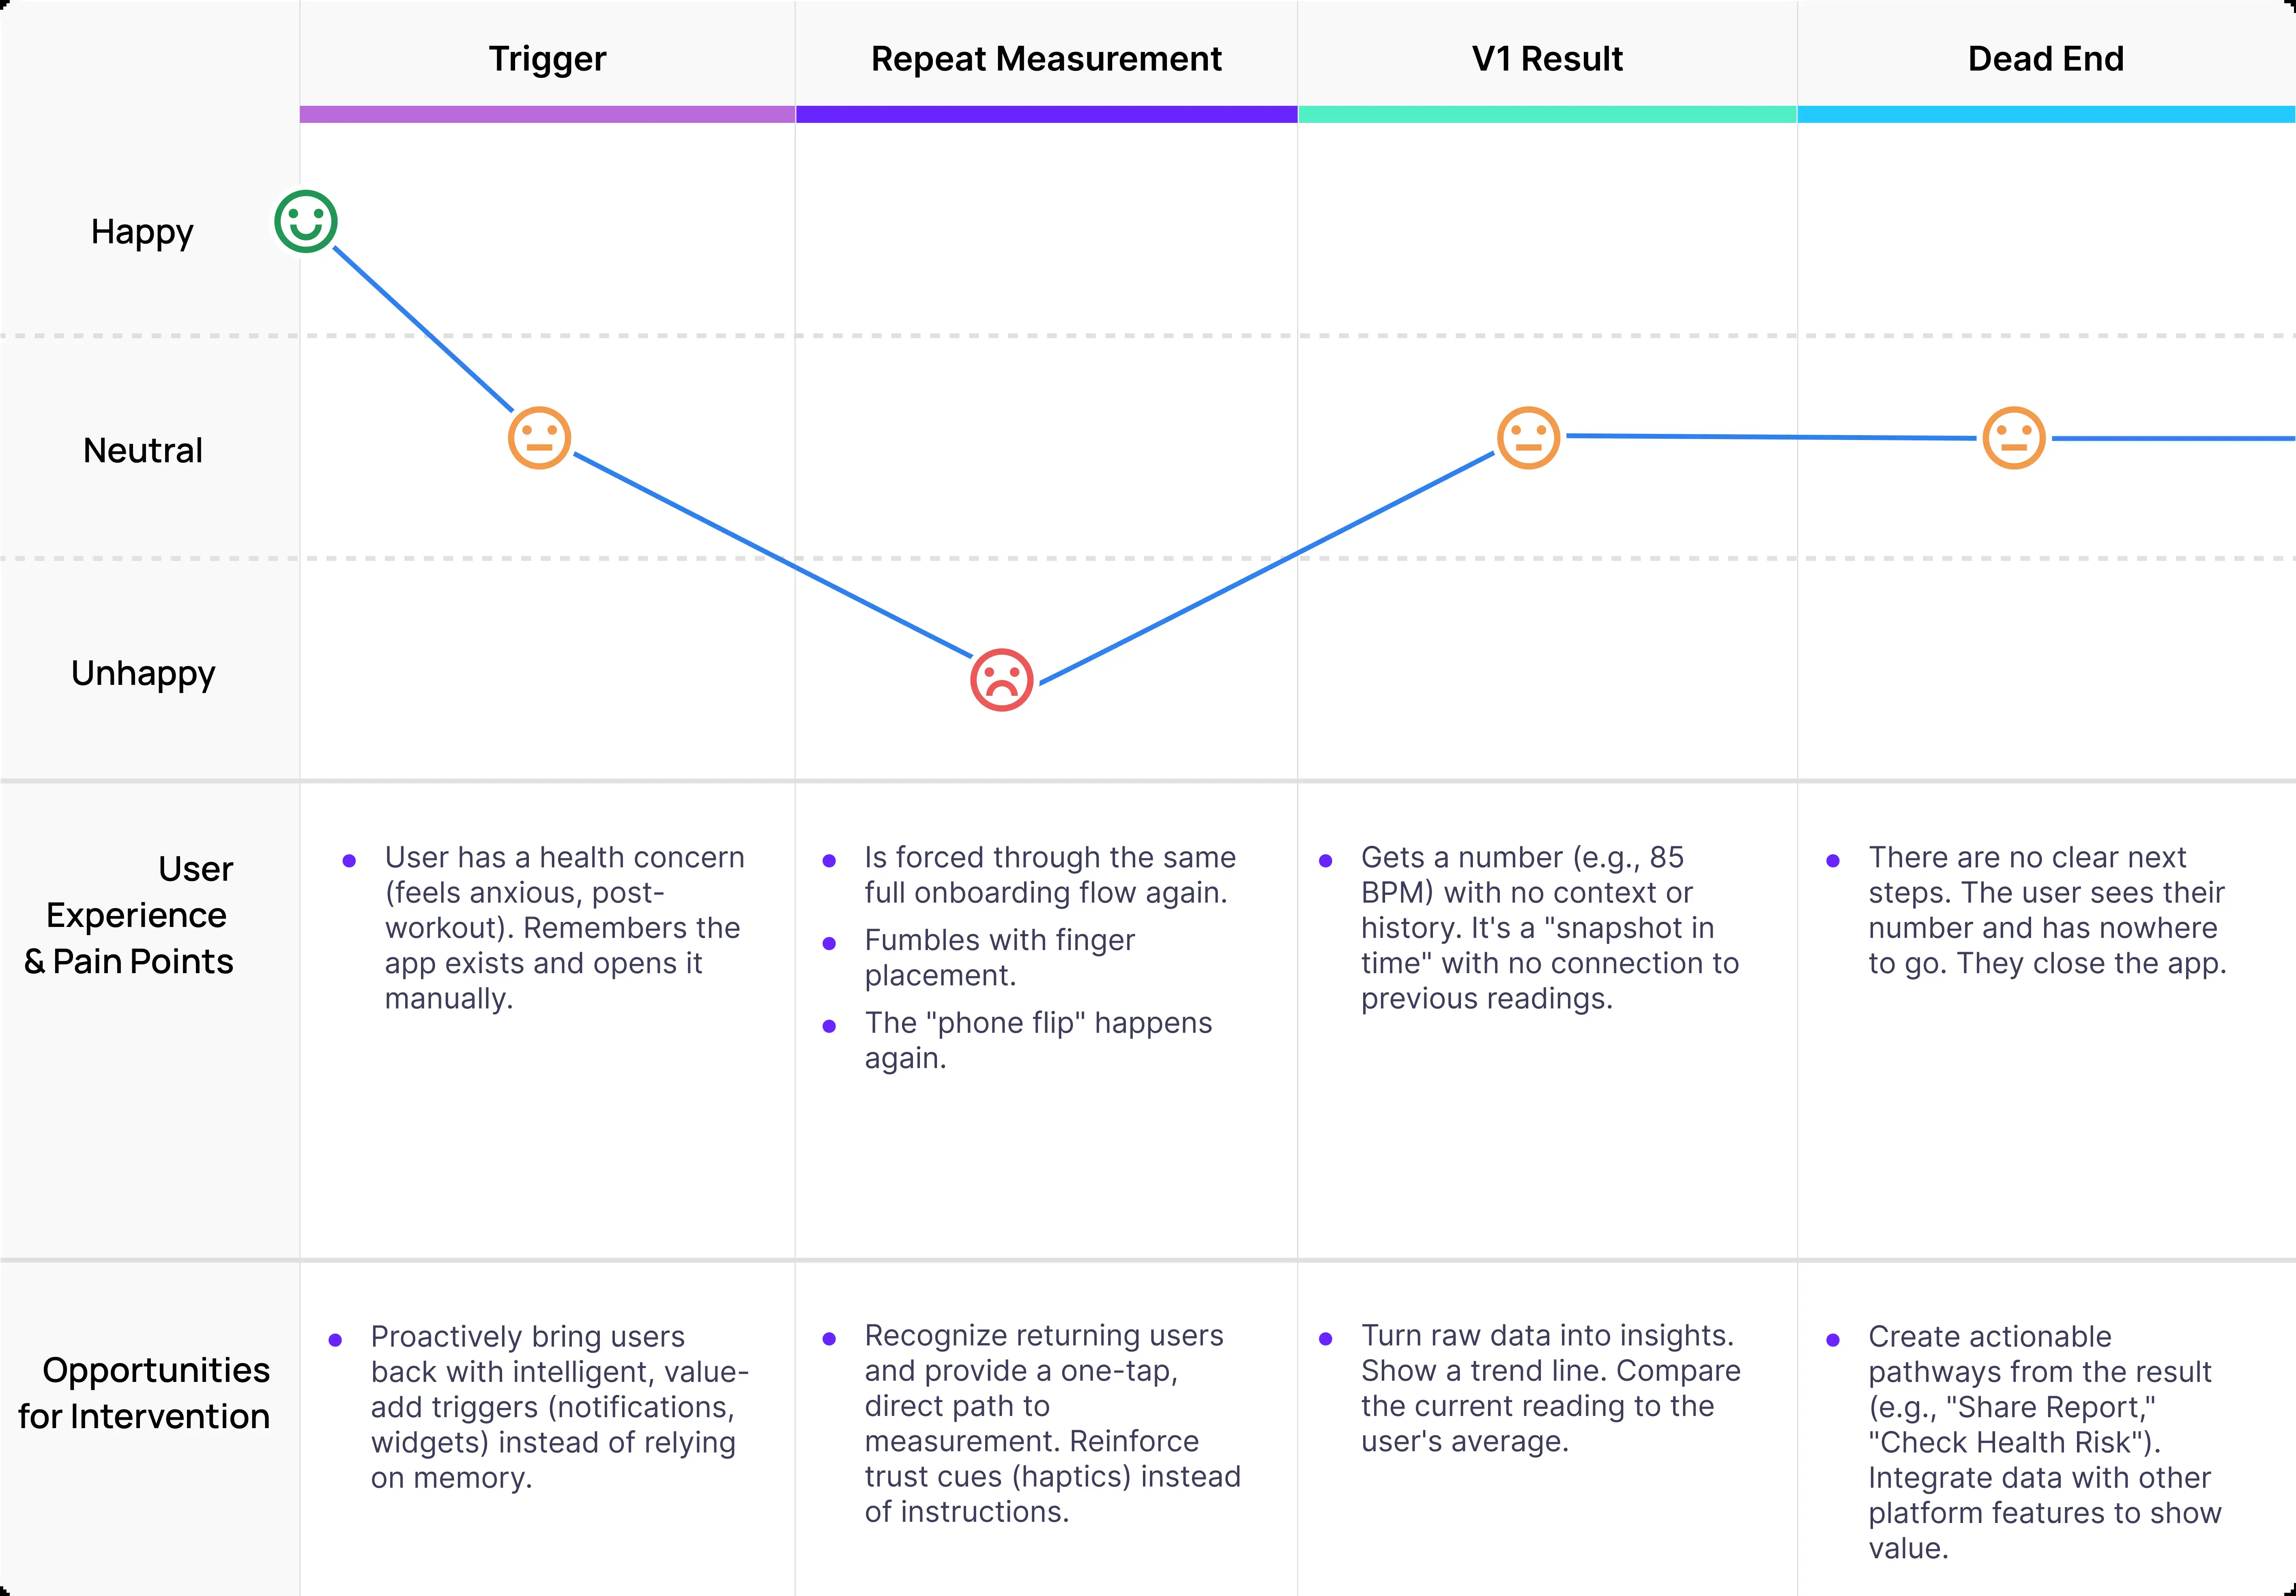 Trigger
Repeat Measurement
V1 Result
Dead End
Happy
Neutral
Unhappy
User
Experience
& Pain Points
User has a health concern
(feels anxious, post-
workout). Remembers the
app exists and opens it
manually.
Is forced through the same
full onboarding flow again.
Fumbles with finger
placement.
The "phone flip" happens
again.
Gets a number (e.g., 85
BPM) with no context or
history. It's a "snapshot in
time" with no connection to
previous readings.
There are no clear next
steps. The user sees their
number and has nowhere
to go. They close the app.
Opportunities
for Intervention
Proactively bring users
back with intelligent, value-
add triggers (notifications,
widgets) instead of relying
on memory.
Recognize returning users
and provide a one-tap,
direct path to
measurement. Reinforce
trust cues (haptics) instead
of instructions.
Turn raw data into insights.
Show a trend line. Compare
the current reading to the
user's average.
Create actionable
pathways from the result
(e.g., "Share Report,"
"Check Health Risk").
Integrate data with other
platform features to show
value.